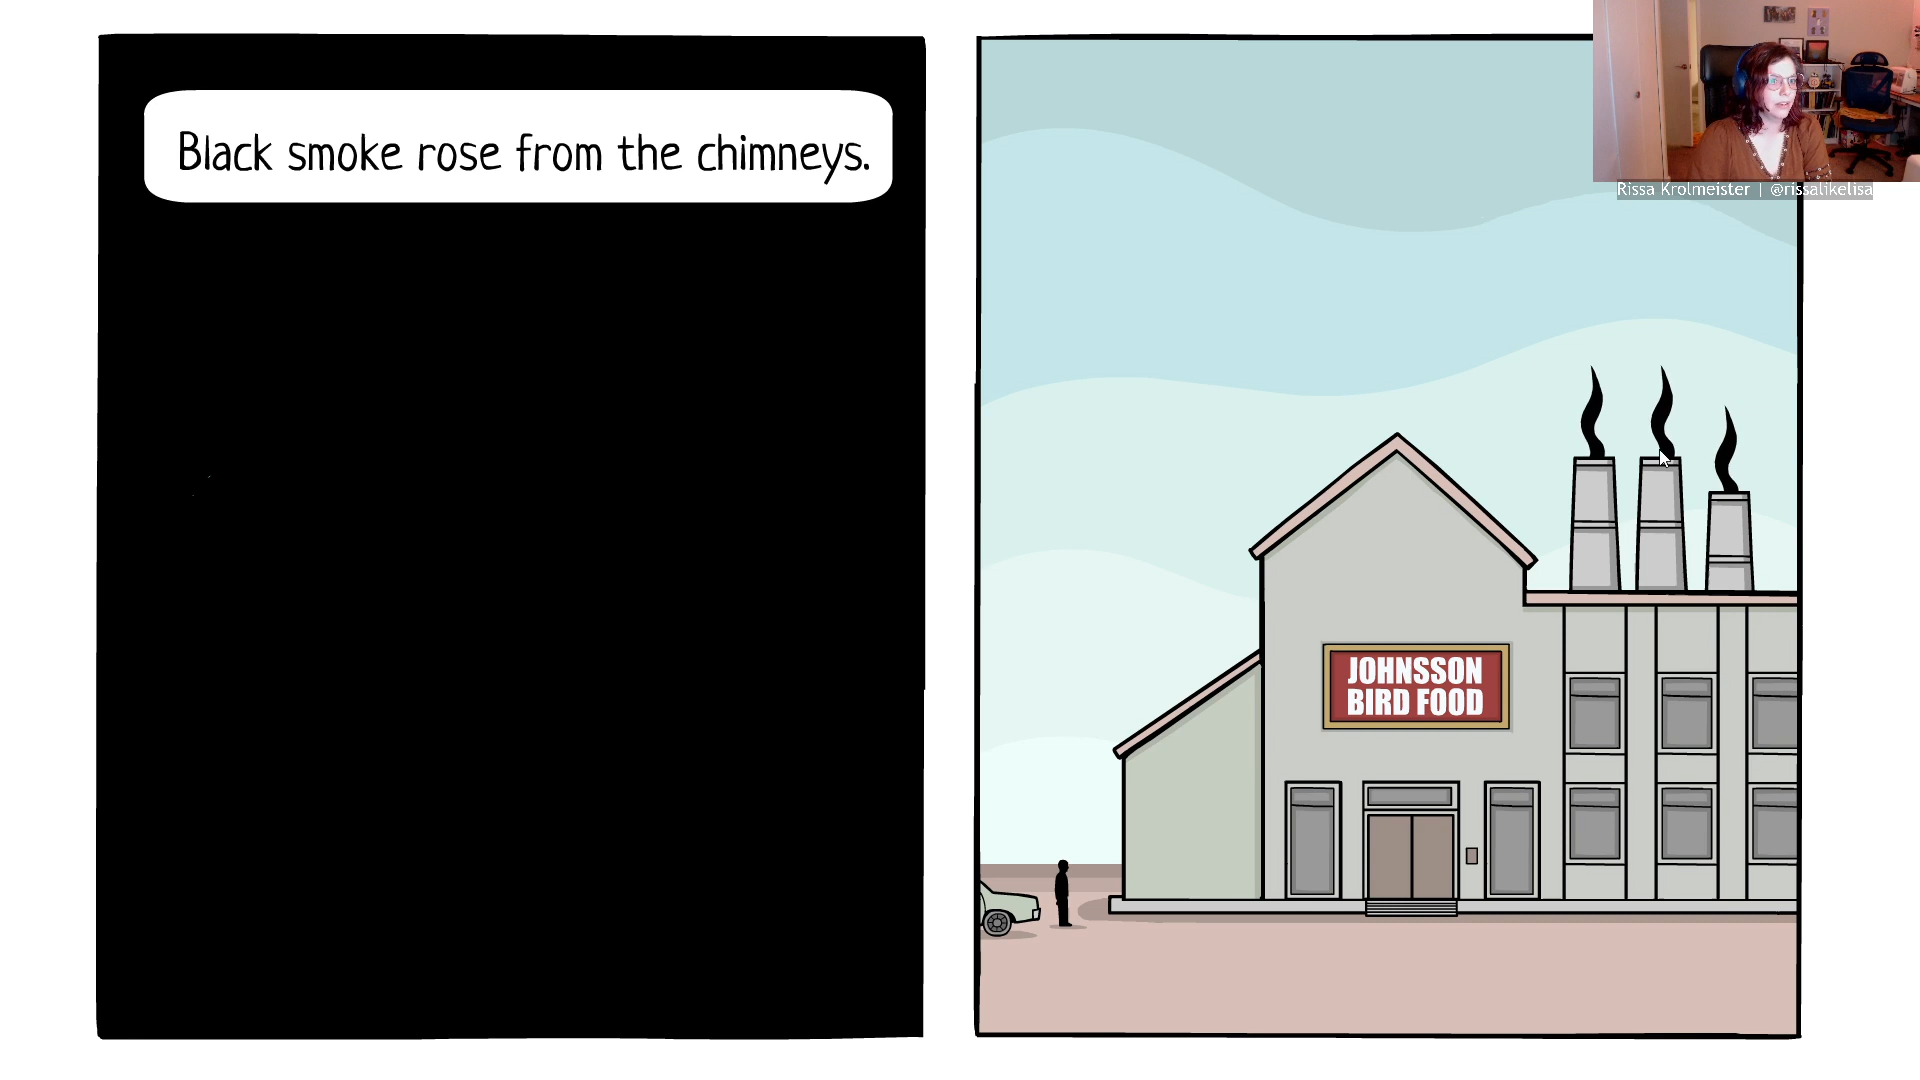 Black smoke rose from the chimneys.
Rissa Krolmeister | @rissalikelisa
JOHNSSON
BIRD FOOD